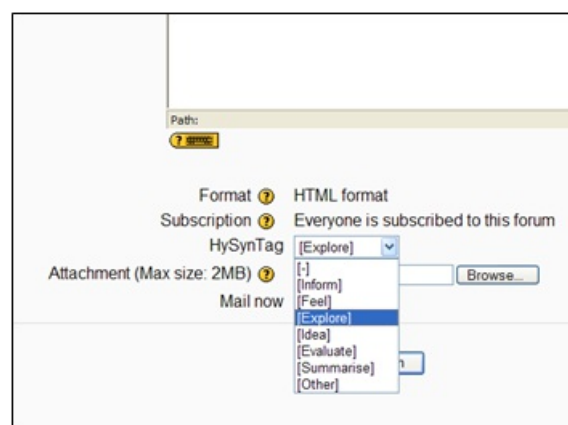 Path:
?
Format ? HTML format
Subscription ? Everyone is subscribed to this forum
HySynTag [Explore]
Attachment (Max size: 2MB) ? Browse...
Mail now
[-]
[Inform]
[Feel]
[Explore]
[Idea]
[Evaluate]
[Summarise]
[Other]